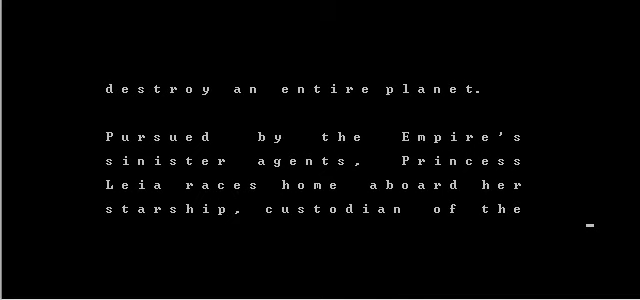 destroy an entire planet.
Pursued by the Empire's
sinister agents, Princess
Leia races home aboard her
starship, custodian of the